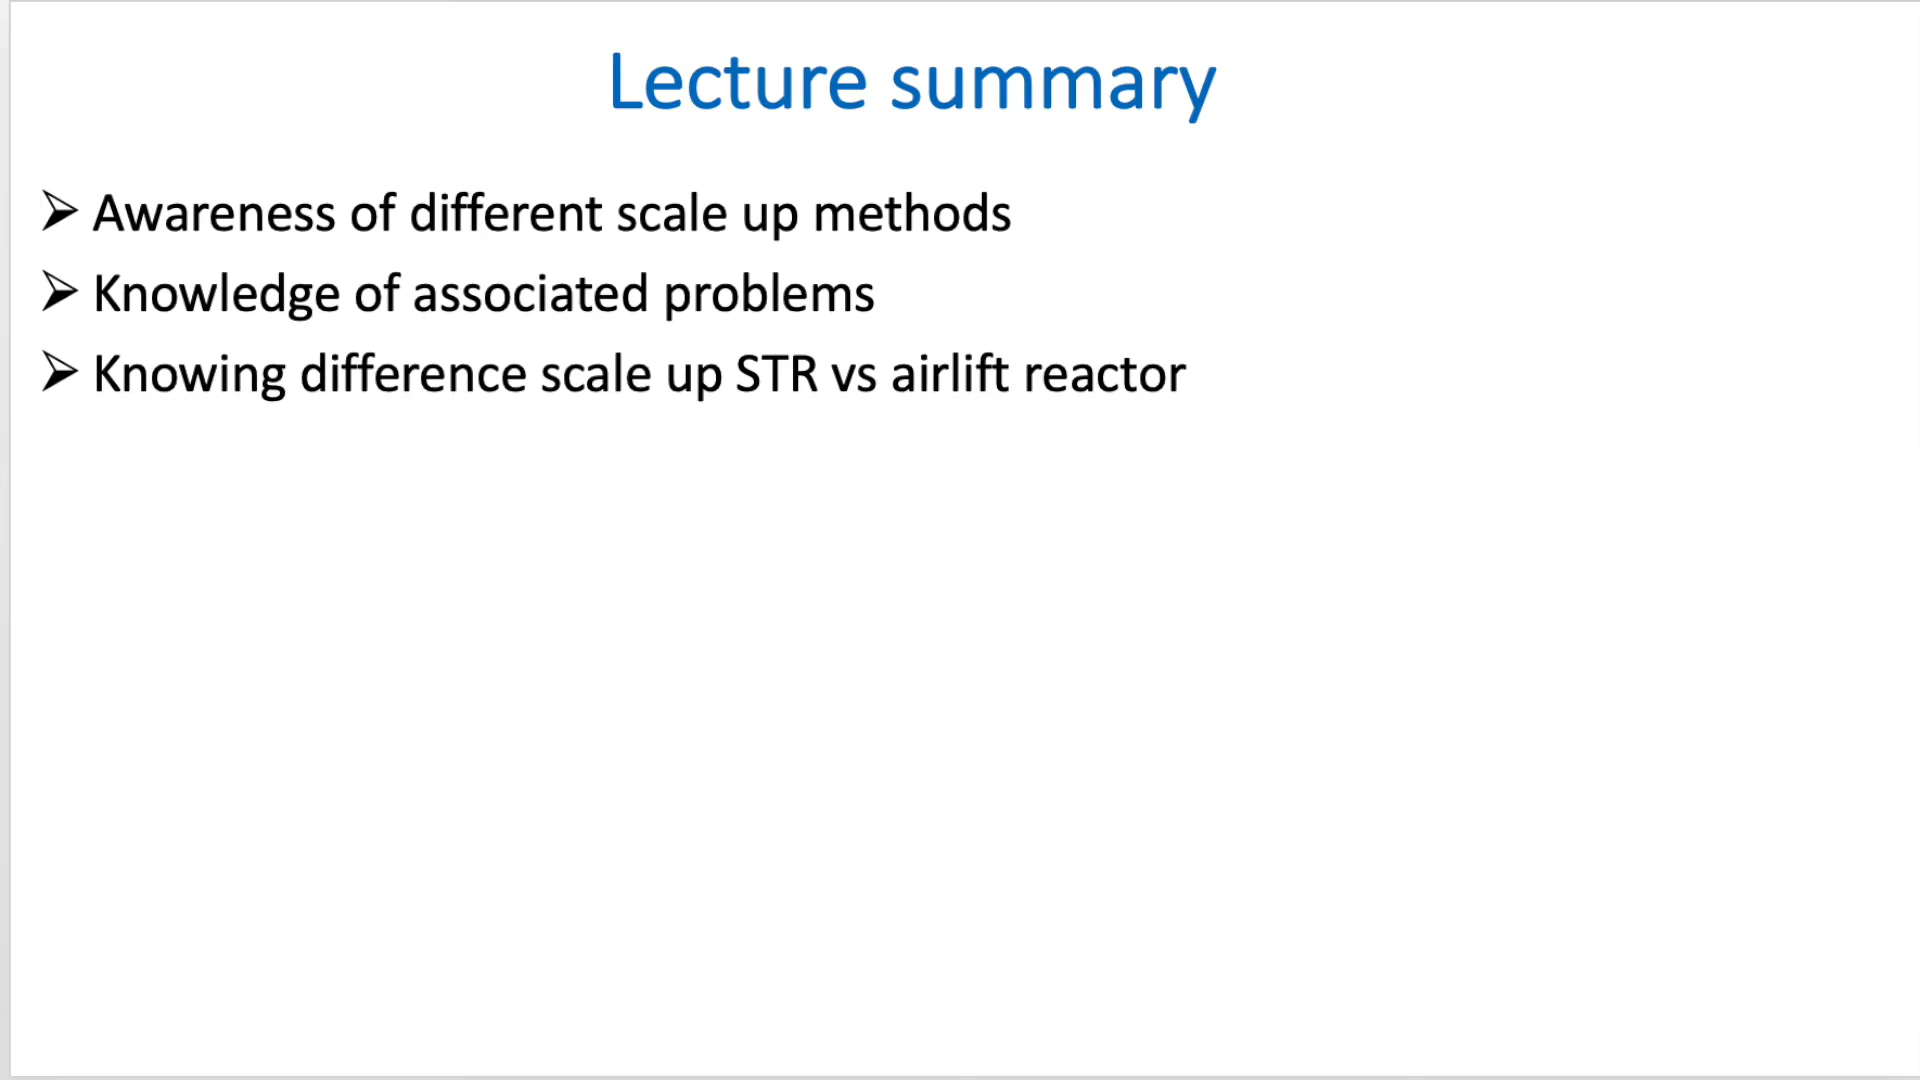 Lecture summary
➢ Awareness of different scale up methods
➢ Knowledge of associated problems
➢ Knowing difference scale up STR vs airlift reactor